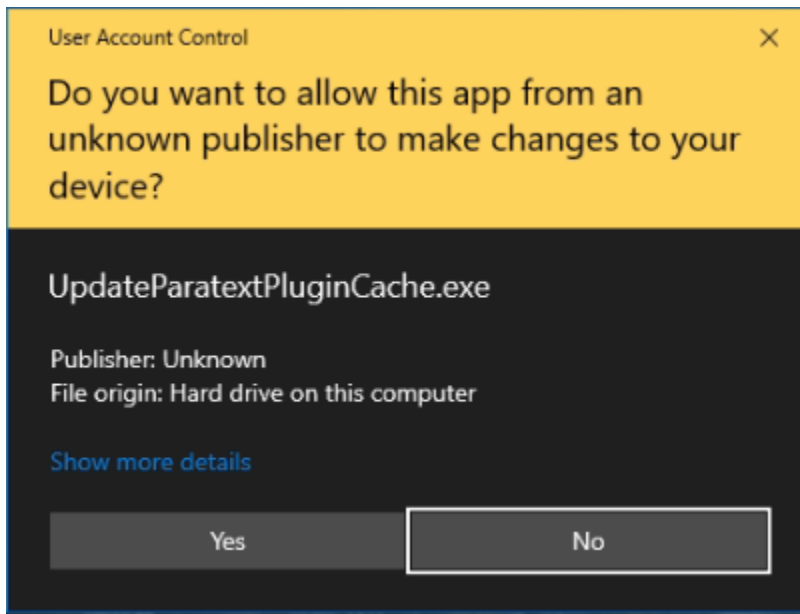 User Account Control
Do you want to allow this app from an
unknown publisher to make changes to your
device?
UpdateParatextPluginCache.exe
Publisher: Unknown
File origin: Hard drive on this computer
Show more details
Yes
No